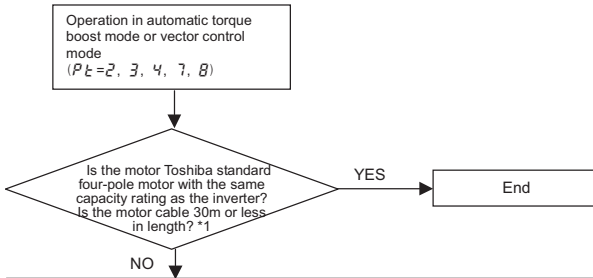 Operation in automatic torque
boost mode or vector control
mode
(Pt=2, 3, 4, 7, 8)
Is the motor Toshiba standard
four-pole motor with the same
capacity rating as the inverter?
Is the motor cable 30m or less
in length? *1
YES
End
NO